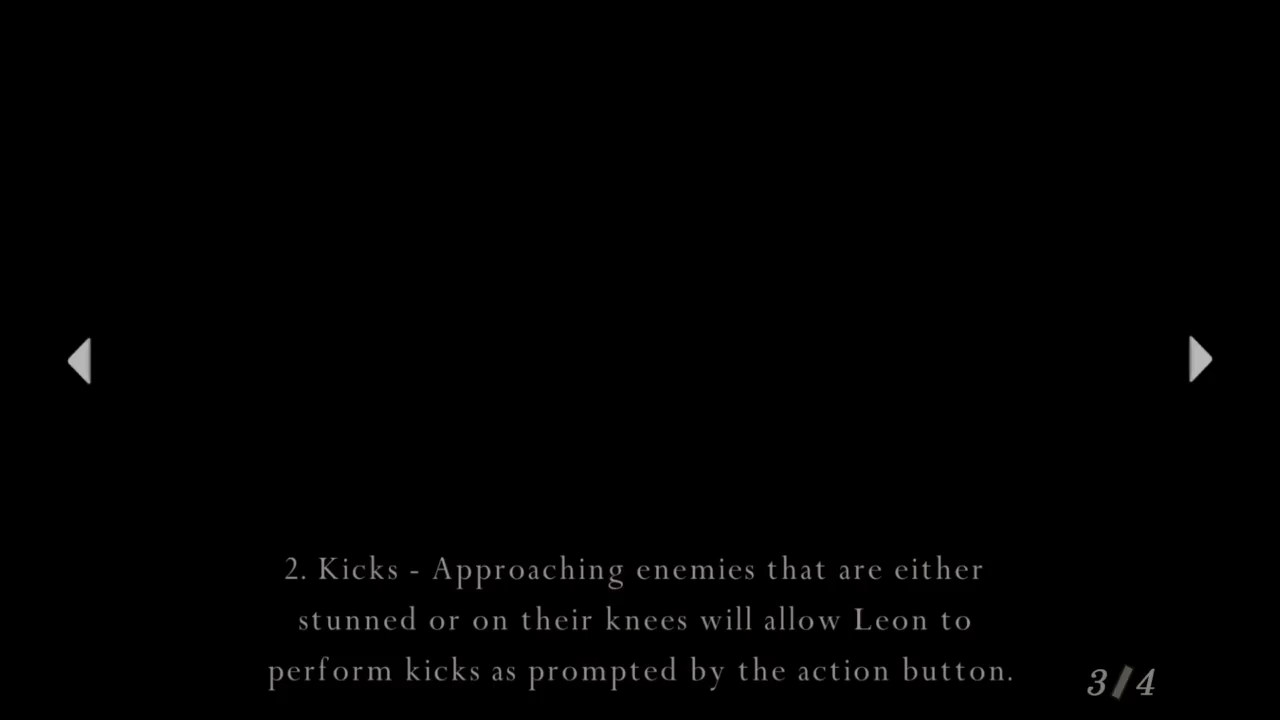 2. Kicks - Approaching enemies that are either
stunned or on their knees will allow Leon to
perform kicks as prompted by the action button.
3/4